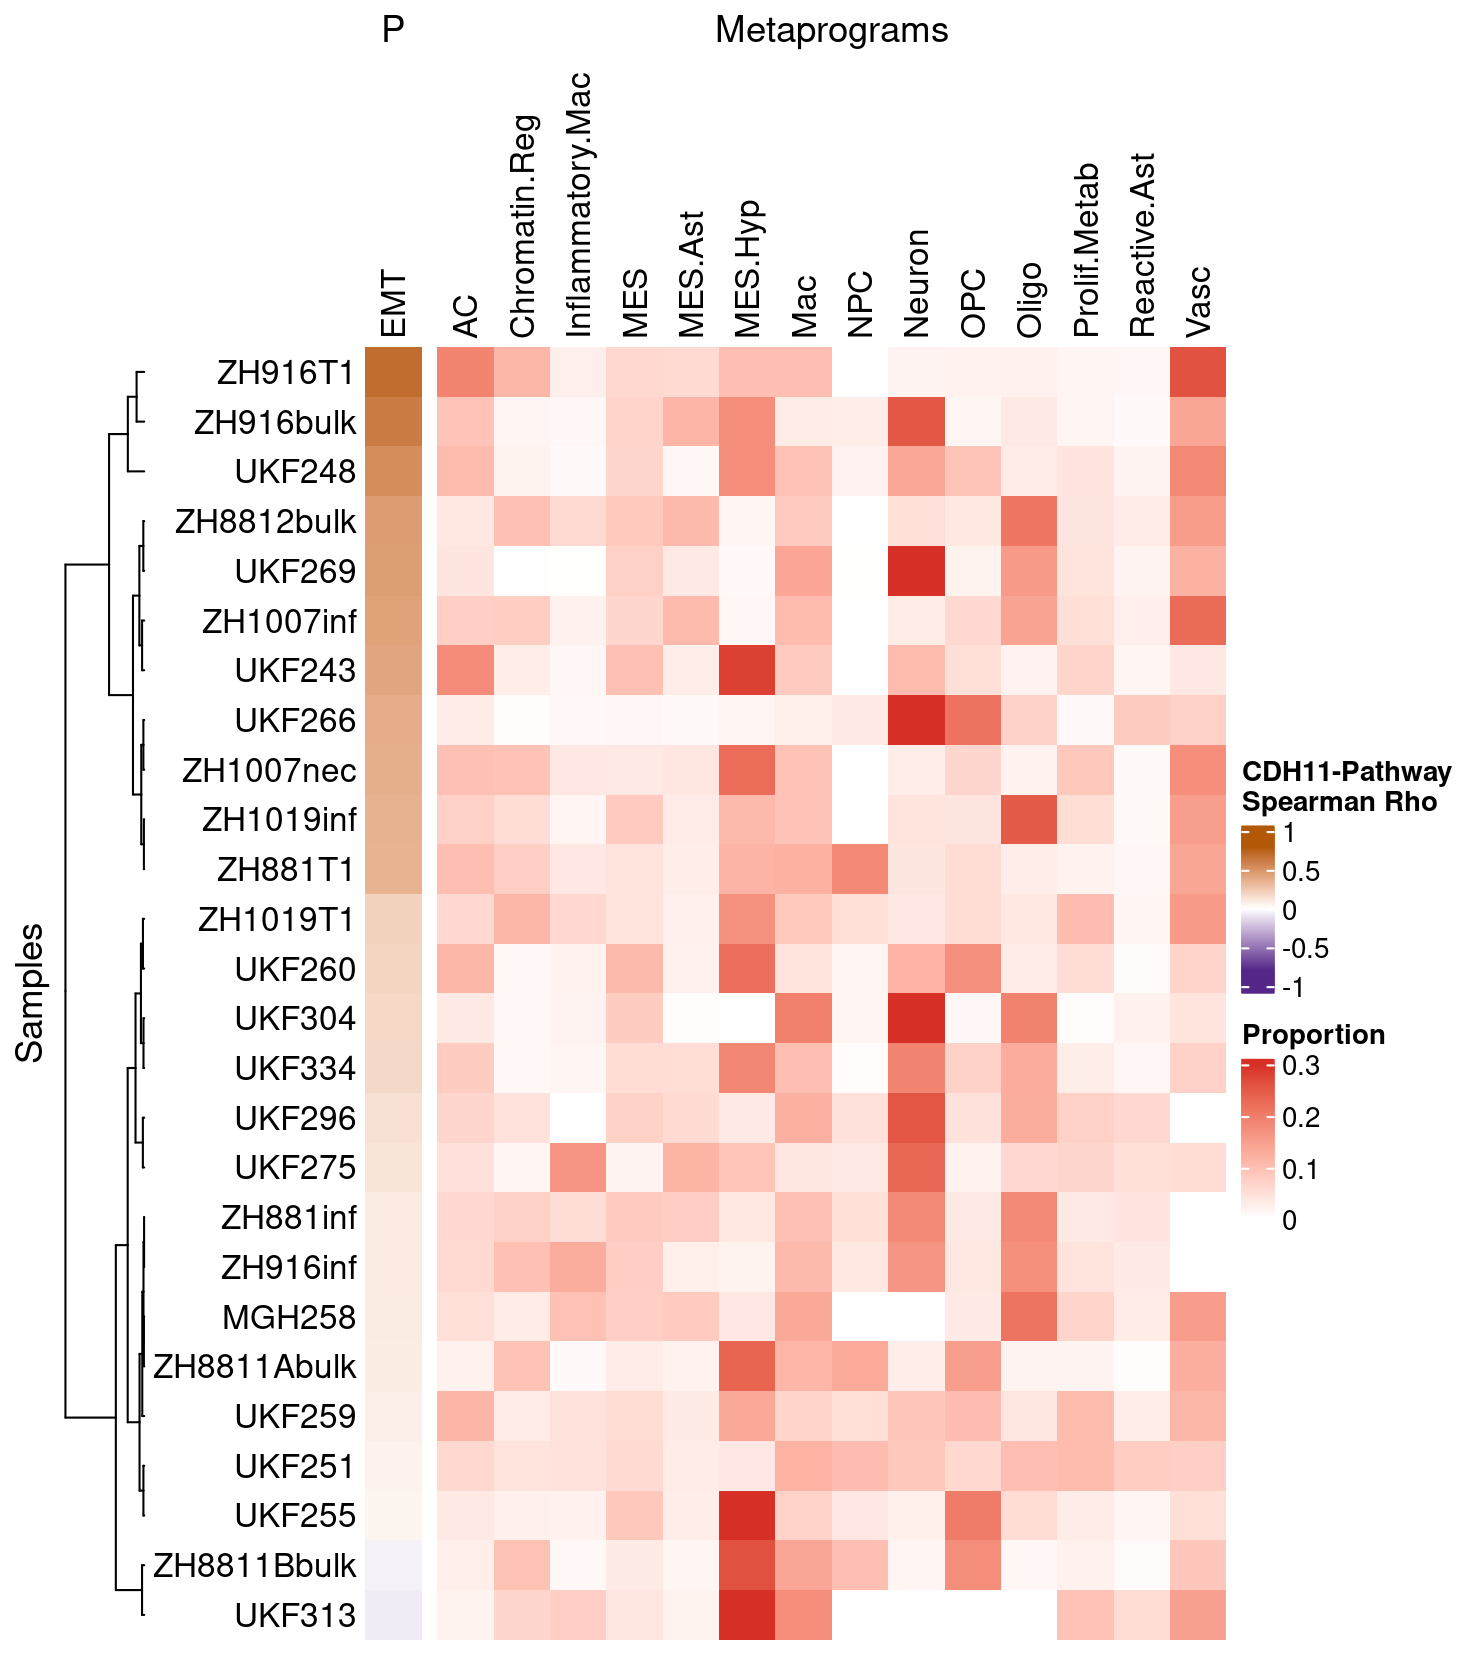 P Metaprograms
EMT AC Chromatin.Reg Inflammatory.Mac MES MES.Ast MES.Hyp Mac NPC Neuron OPC Oligo Prolif.Metab Reactive.Ast Vasc
Samples
ZH916T1
ZH916bulk
UKF248
ZH8812bulk
UKF269
ZH1007inf
UKF243
UKF266
ZH1007nec
ZH1019inf
ZH881T1
ZH1019T1
UKF260
UKF304
UKF334
UKF296
UKF275
ZH881inf
ZH916inf
MGH258
ZH8811Abulk
UKF259
UKF251
UKF255
ZH8811Bbulk
UKF313
CDH11-Pathway
Spearman Rho
1
0.5
0
-0.5
-1
Proportion
0.3
0.2
0.1
0